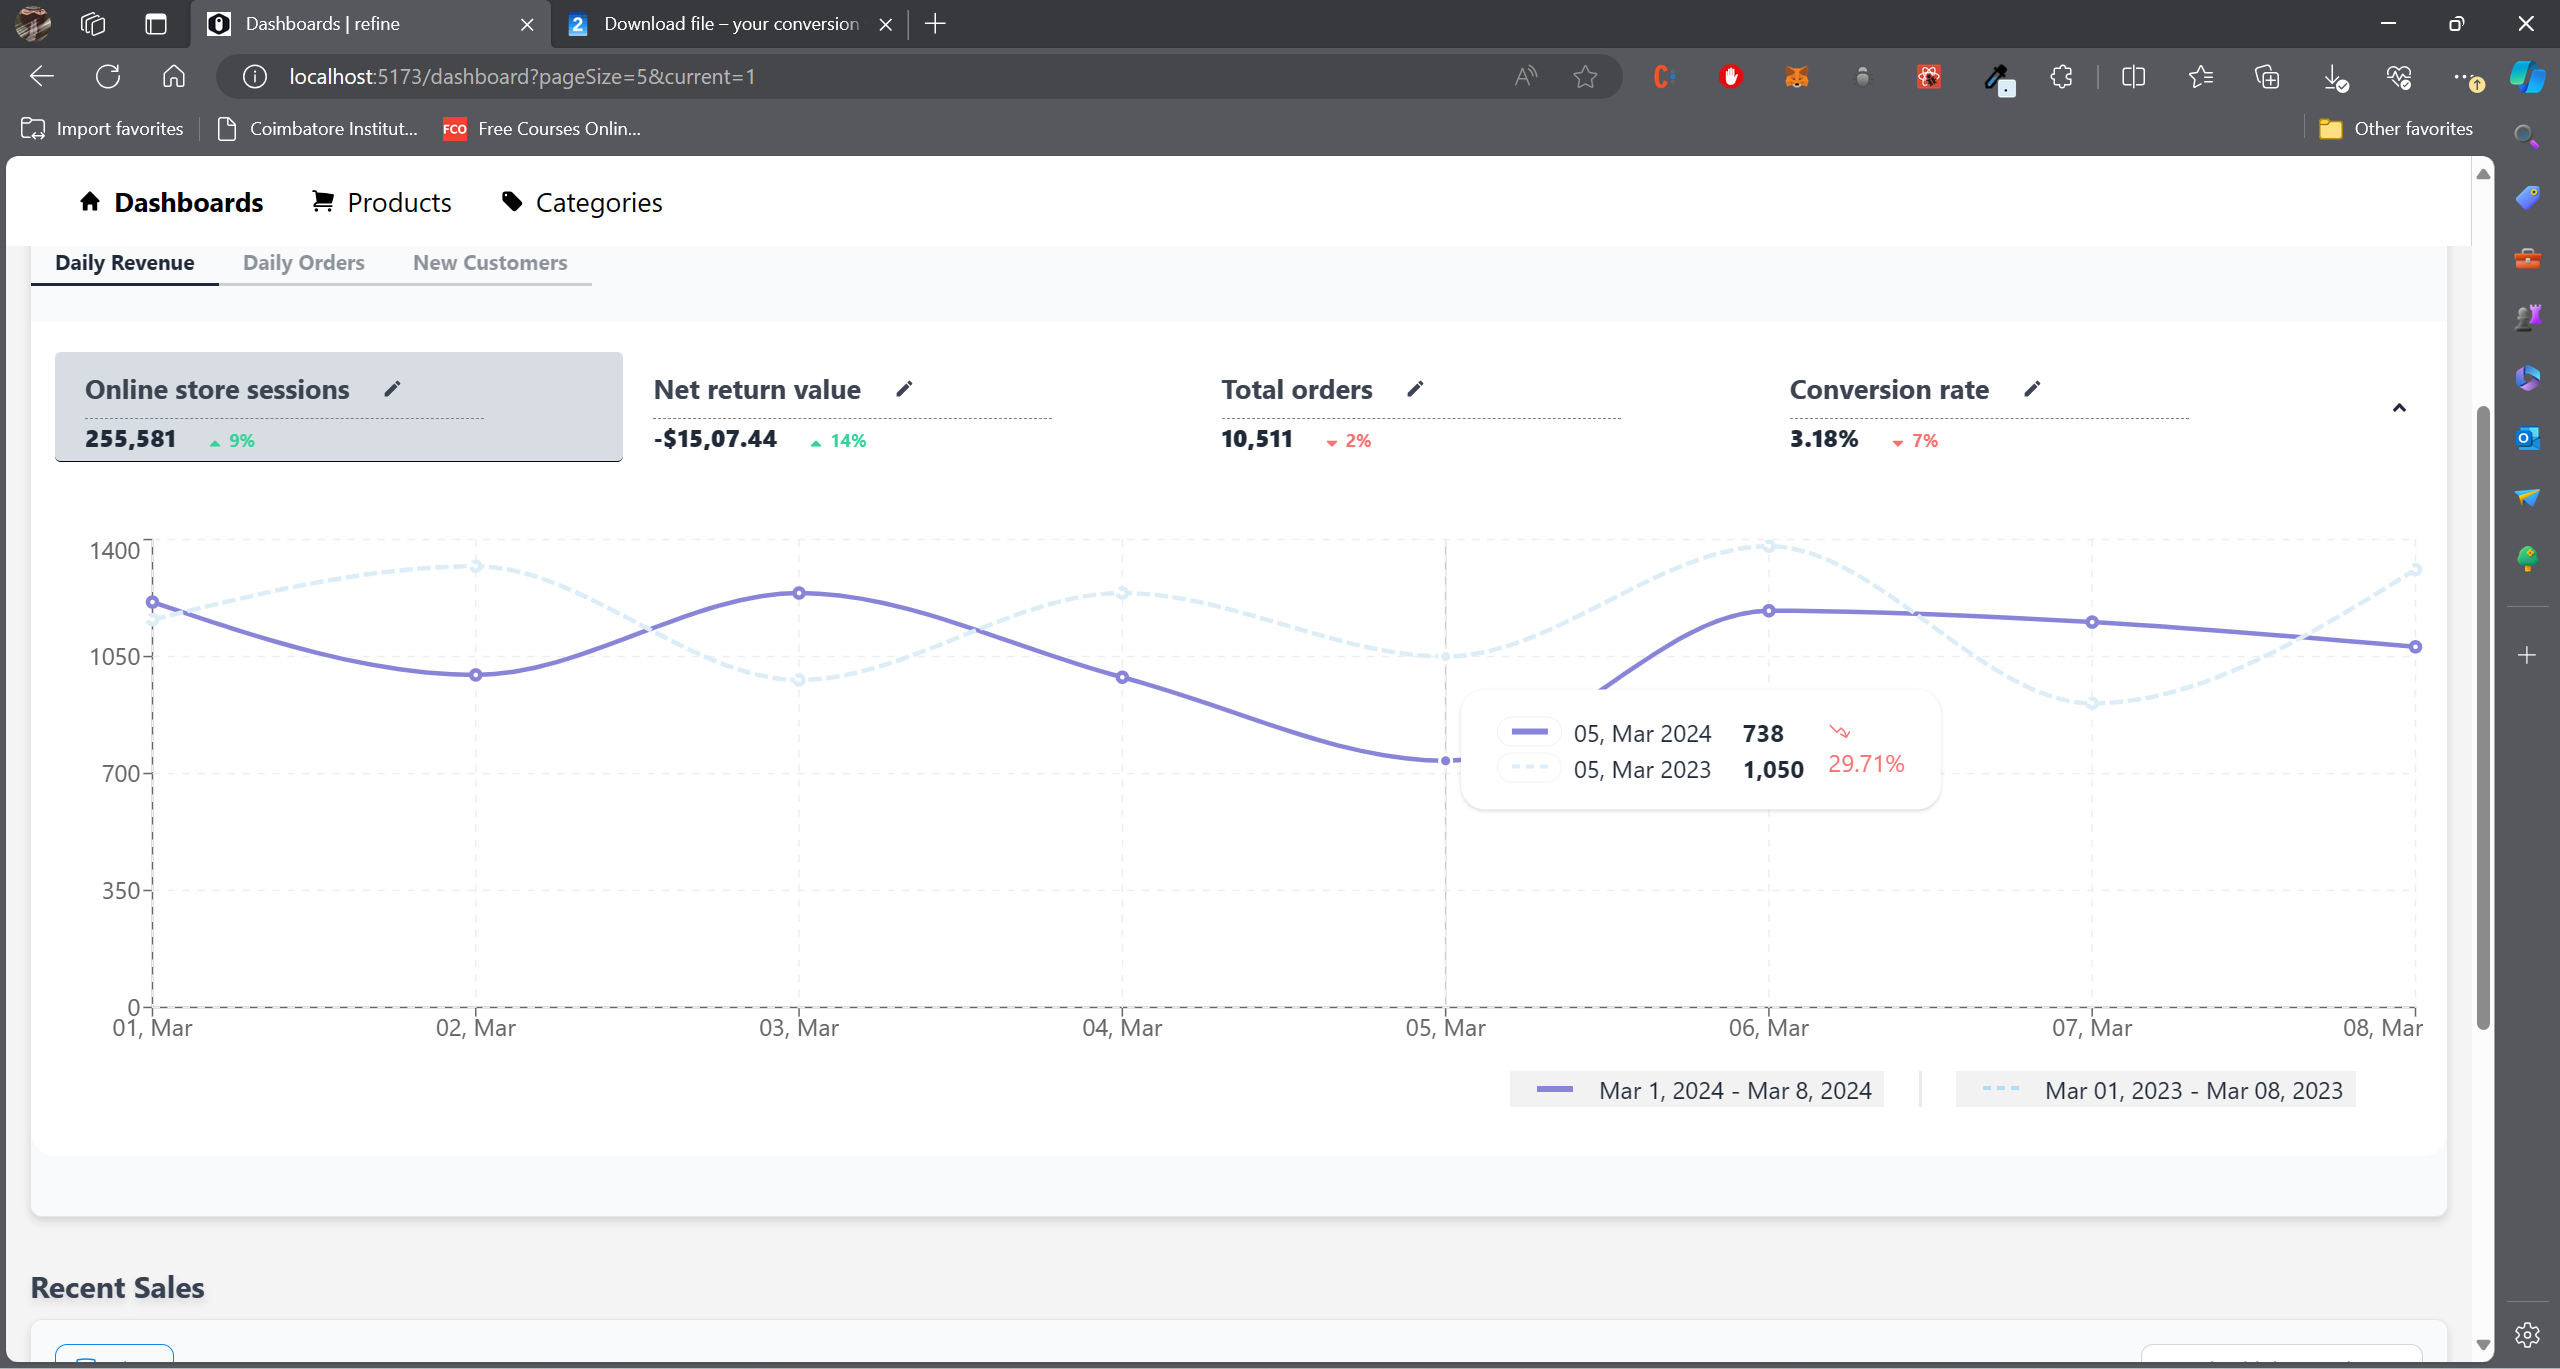 Dashboards | refine
2 Download file – your conversion
localhost:5173/dashboard?pageSize=5&current=1
Import favorites
Coimbatore Institut...
FCO Free Courses Onlin...
Other favorites
Dashboards Products Categories
Daily Revenue Daily Orders New Customers
Online store sessions
255,581 9%
Net return value
-$15,07.44 14%
Total orders
10,511 2%
Conversion rate
3.18% 7%
1400
1050
700
350
0
05, Mar 2024 738
05, Mar 2023 1,050
29.71%
01, Mar 02, Mar 03, Mar 04, Mar 05, Mar 06, Mar 07, Mar 08, Mar
Mar 1, 2024 - Mar 8, 2024
Mar 01, 2023 - Mar 08, 2023
Recent Sales